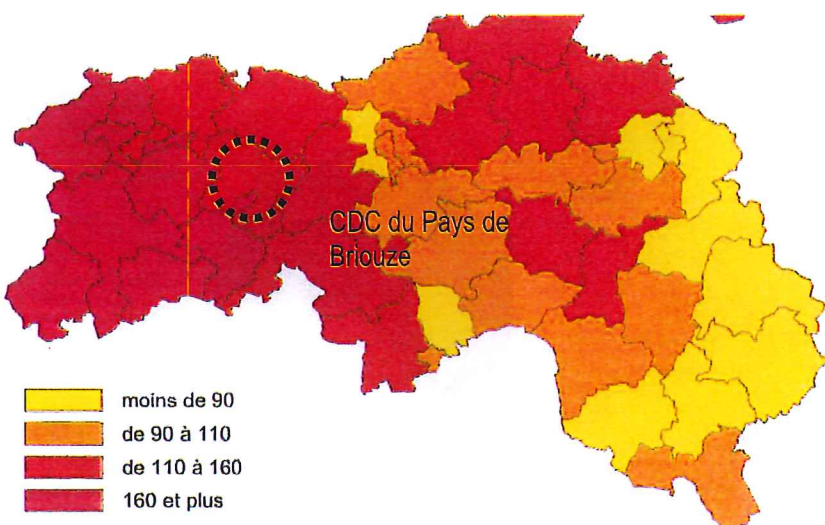 CDC du Pays de
Briouze
moins de 90
de 90 à 110
de 110 à 160
160 et plus